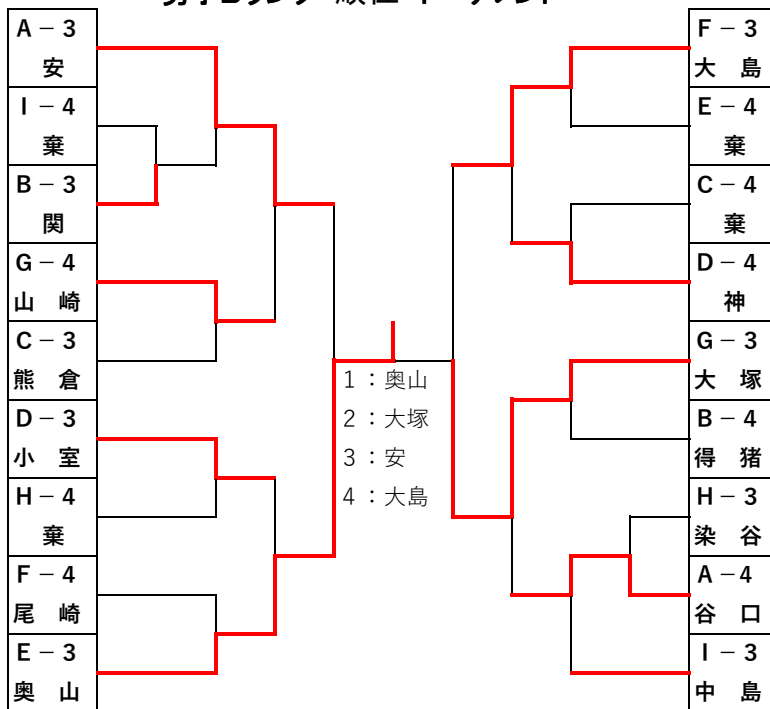 A－3
安
I－4
棄
B－3
関
G－4
山　崎
C－3
熊　倉
D－3
小　室
H－4
棄
F－4
尾　崎
E－3
奥　山
1：奥山
2：大塚
3：安
4：大島
F－3
大　島
E－4
棄
C－4
棄
D－4
神
G－3
大　塚
B－4
得　猪
H－3
染　谷
A－4
谷　口
I－3
中　島